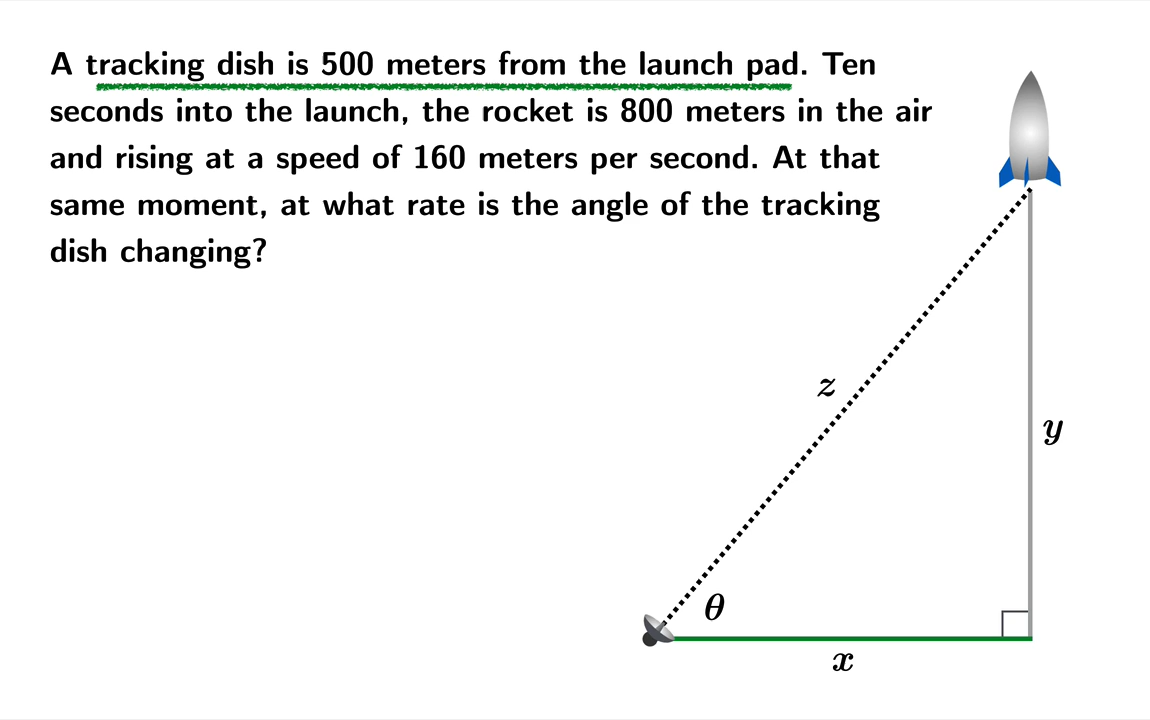 A tracking dish is 500 meters from the launch pad. Ten
seconds into the launch, the rocket is 800 meters in the air
and rising at a speed of 160 meters per second. At that
same moment, at what rate is the angle of the tracking
dish changing?
z
y
θ
x